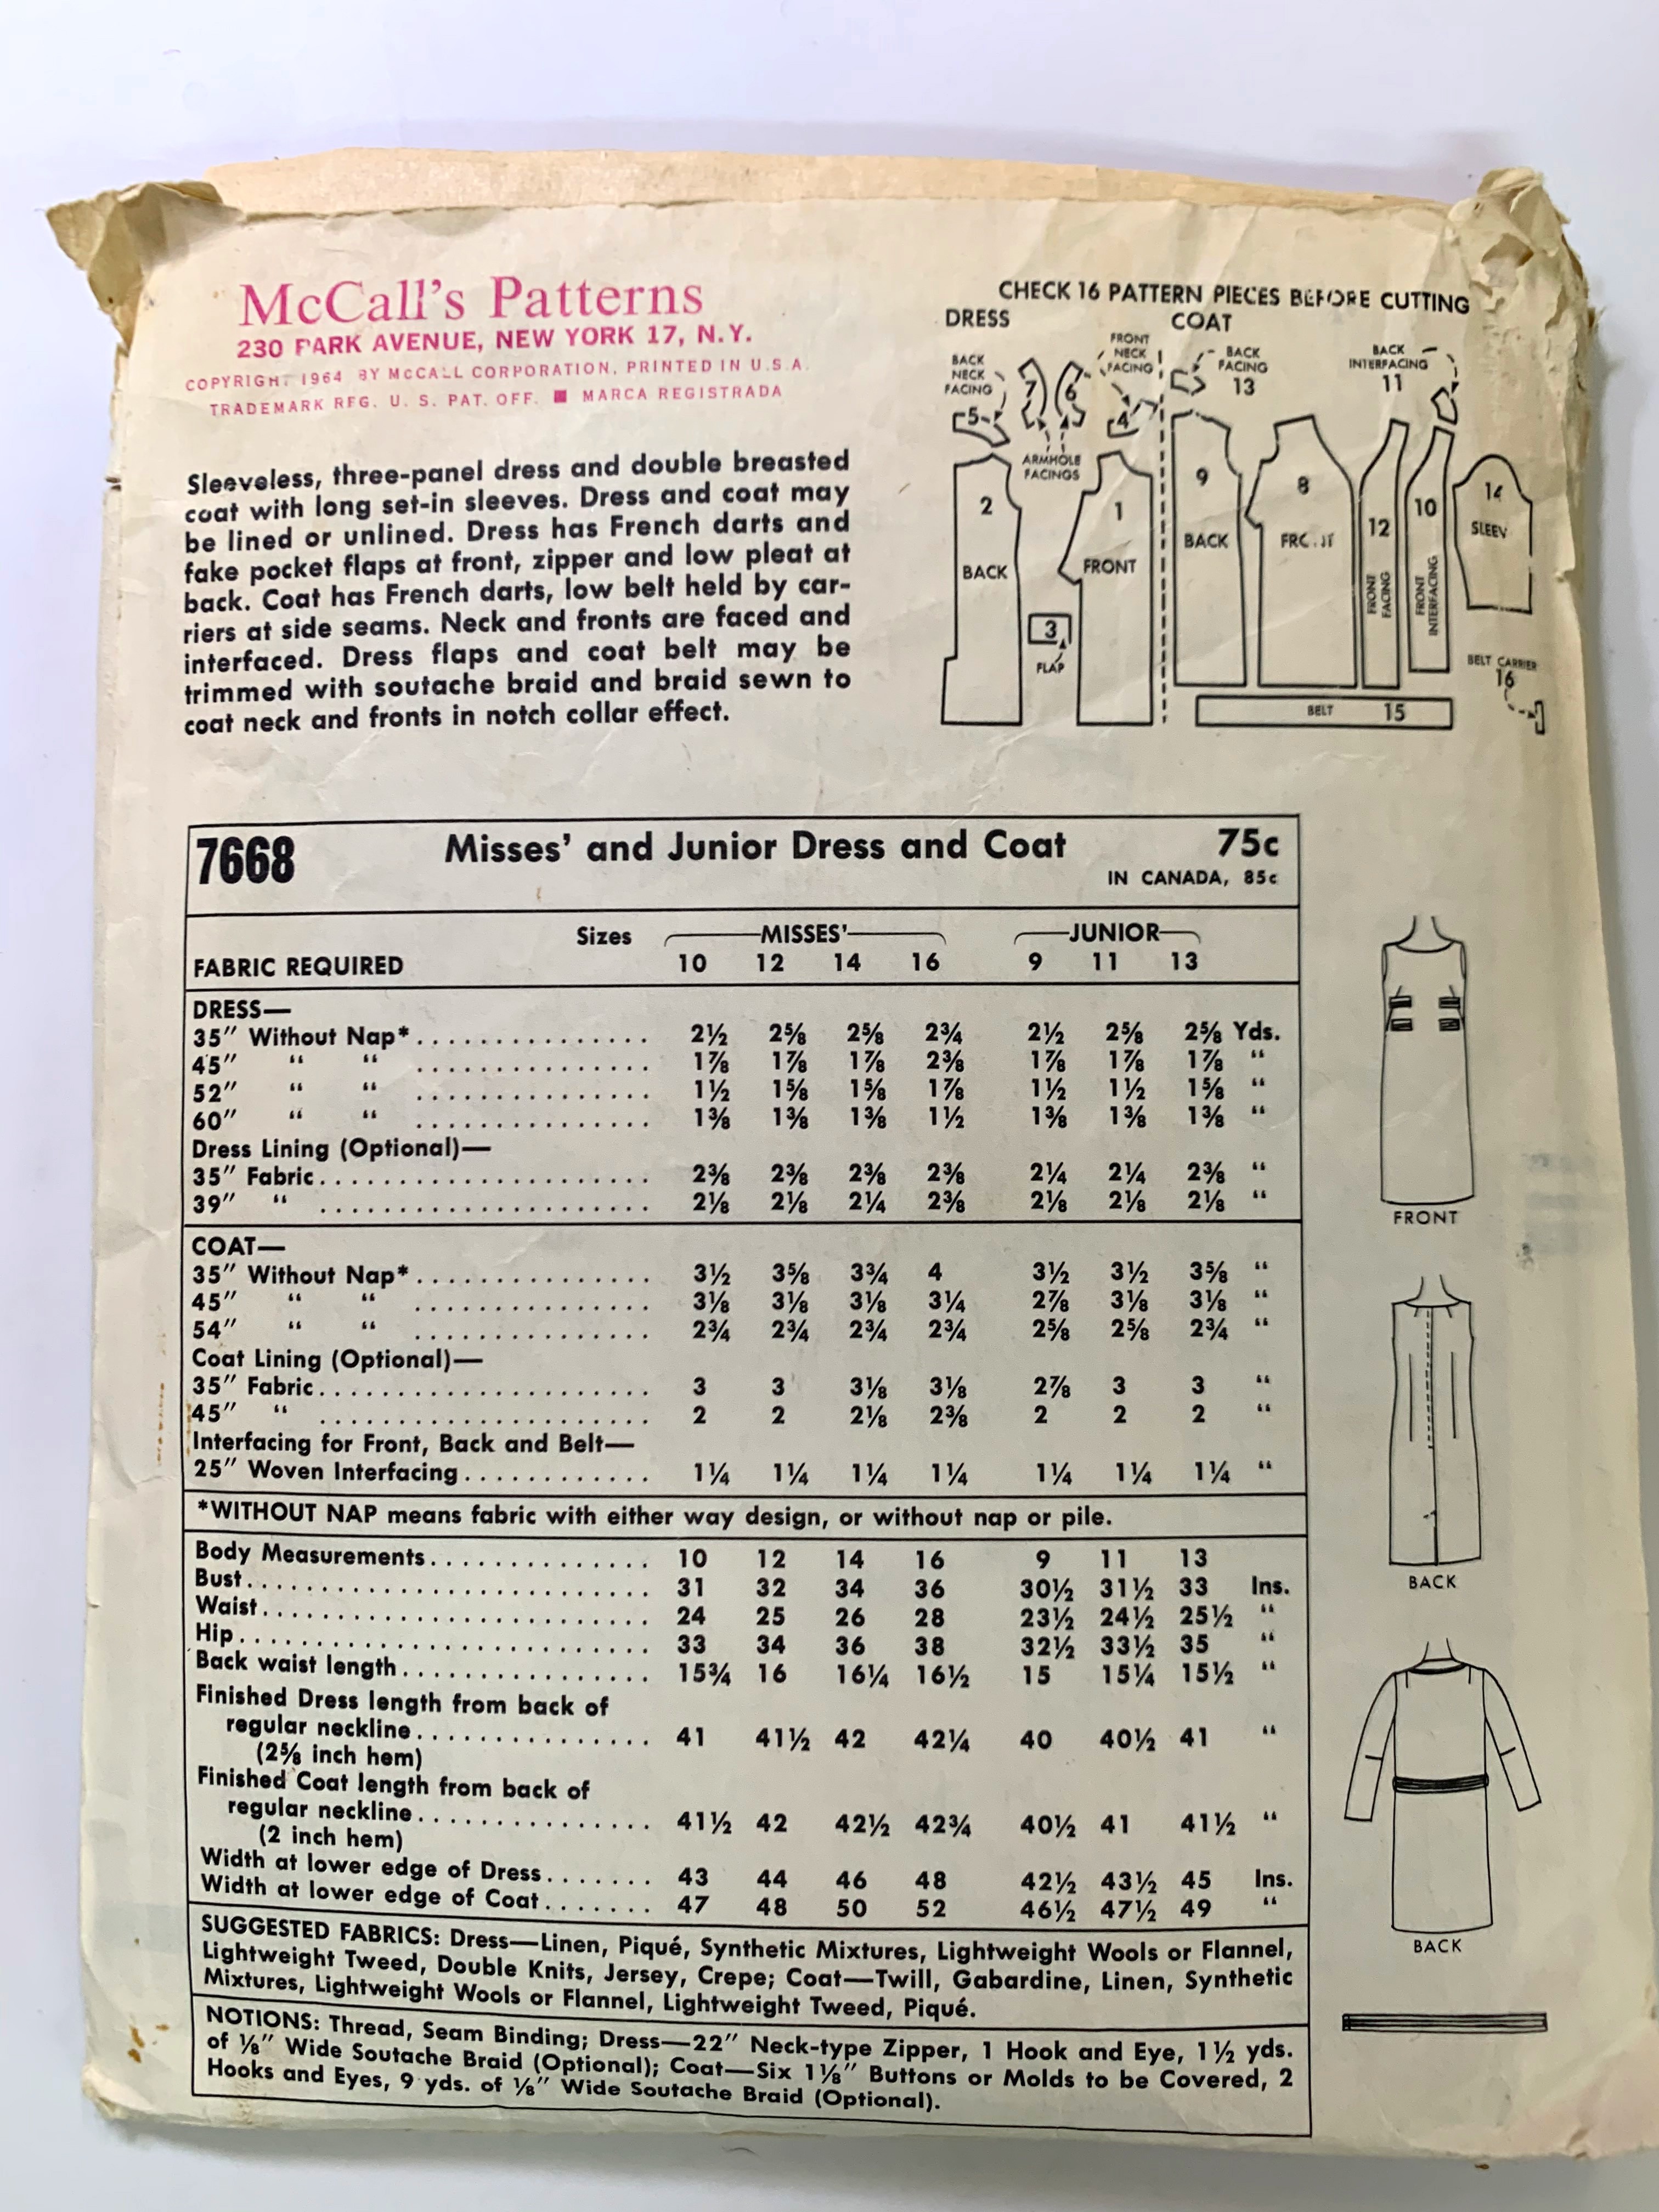 McCall's Patterns
230 PARK AVENUE, NEW YORK 17, N.Y.
COPYRIGHT 1964 BY McCALL CORPORATION, PRINTED IN U.S.A.
TRADEMARK REG. U. S. PAT. OFF. ■ MARCA REGISTRADA
Sleeveless, three-panel dress and double breasted
coat with long set-in sleeves. Dress and coat may
be lined or unlined. Dress has French darts and
fake pocket flaps at front, zipper and low pleat at
back. Coat has French darts, low belt held by car-
riers at side seams. Neck and fronts are faced and
interfaced. Dress flaps and coat belt may be
trimmed with soutache braid and braid sewn to
coat neck and fronts in notch collar effect.
CHECK 16 PATTERN PIECES BEFORE CUTTING
DRESS
COAT
BACK
NECK
FACING
5
7
6
ARMHOLE
FACINGS
FRONT
NECK
FACING
4
BACK
FACING
13
BACK
INTERFACING
11
2
BACK
1
FRONT
3
FLAP
9
BACK
8
FRONT
12
FRONT
FACING
10
FRONT
INTERFACING
14
SLEEV
BELT CARRIER
16
BELT 15
7668 Misses' and Junior Dress and Coat 75c
IN CANADA, 85c
Sizes MISSES' JUNIOR
FABRIC REQUIRED 10 12 14 16 9 11 13
DRESS—
35" Without Nap* 2½ 2⅝ 2⅝ 2¾ 2½ 2⅝ 2⅝ Yds.
45" " " 1⅞ 1⅞ 1⅞ 2⅜ 1⅞ 1⅞ 1⅞ "
52" " " 1½ 1⅝ 1⅝ 1⅞ 1½ 1½ 1⅝ "
60" " " 1⅜ 1⅜ 1⅜ 1½ 1⅜ 1⅜ 1⅜ "
Dress Lining (Optional)—
35" Fabric 2⅜ 2⅜ 2⅜ 2⅜ 2¼ 2¼ 2⅜ "
39" " 2⅛ 2⅛ 2¼ 2⅜ 2⅛ 2⅛ 2⅛ "
COAT—
35" Without Nap* 3½ 3⅝ 3¾ 4 3½ 3½ 3⅝ "
45" " " 3⅛ 3⅛ 3⅛ 3¼ 2⅞ 3⅛ 3⅛ "
54" " " 2¾ 2¾ 2¾ 2¾ 2⅝ 2⅝ 2¾ "
Coat Lining (Optional)—
35" Fabric 3 3 3⅛ 3⅛ 2⅞ 3 3 "
45" " 2 2 2⅛ 2⅜ 2 2 2 "
Interfacing for Front, Back and Belt—
25" Woven Interfacing 1¼ 1¼ 1¼ 1¼ 1¼ 1¼ 1¼ "
*WITHOUT NAP means fabric with either way design, or without nap or pile.
Body Measurements 10 12 14 16 9 11 13
Bust 31 32 34 36 30½ 31½ 33 Ins.
Waist 24 25 26 28 23½ 24½ 25½ "
Hip 33 34 36 38 32½ 33½ 35 "
Back waist length 15¾ 16 16¼ 16½ 15 15¼ 15½ "
Finished Dress length from back of
regular neckline 41 41½ 42 42¼ 40 40½ 41 "
(2⅝ inch hem)
Finished Coat length from back of
regular neckline 41½ 42 42½ 42¾ 40½ 41 41½ "
(2 inch hem)
Width at lower edge of Dress 43 44 46 48 42½ 43½ 45 Ins.
Width at lower edge of Coat 47 48 50 52 46½ 47½ 49 "
SUGGESTED FABRICS: Dress—Linen, Piqué, Synthetic Mixtures, Lightweight Wools or Flannel,
Lightweight Tweed, Double Knits, Jersey, Crepe; Coat—Twill, Gabardine, Linen, Synthetic
Mixtures, Lightweight Wools or Flannel, Lightweight Tweed, Piqué.
NOTIONS: Thread, Seam Binding; Dress—22" Neck-type Zipper, 1 Hook and Eye, 1½ yds.
of ⅛" Wide Soutache Braid (Optional); Coat—Six 1⅛" Buttons or Molds to be Covered, 2
Hooks and Eyes, 9 yds. of ⅛" Wide Soutache Braid (Optional).
FRONT
BACK
BACK